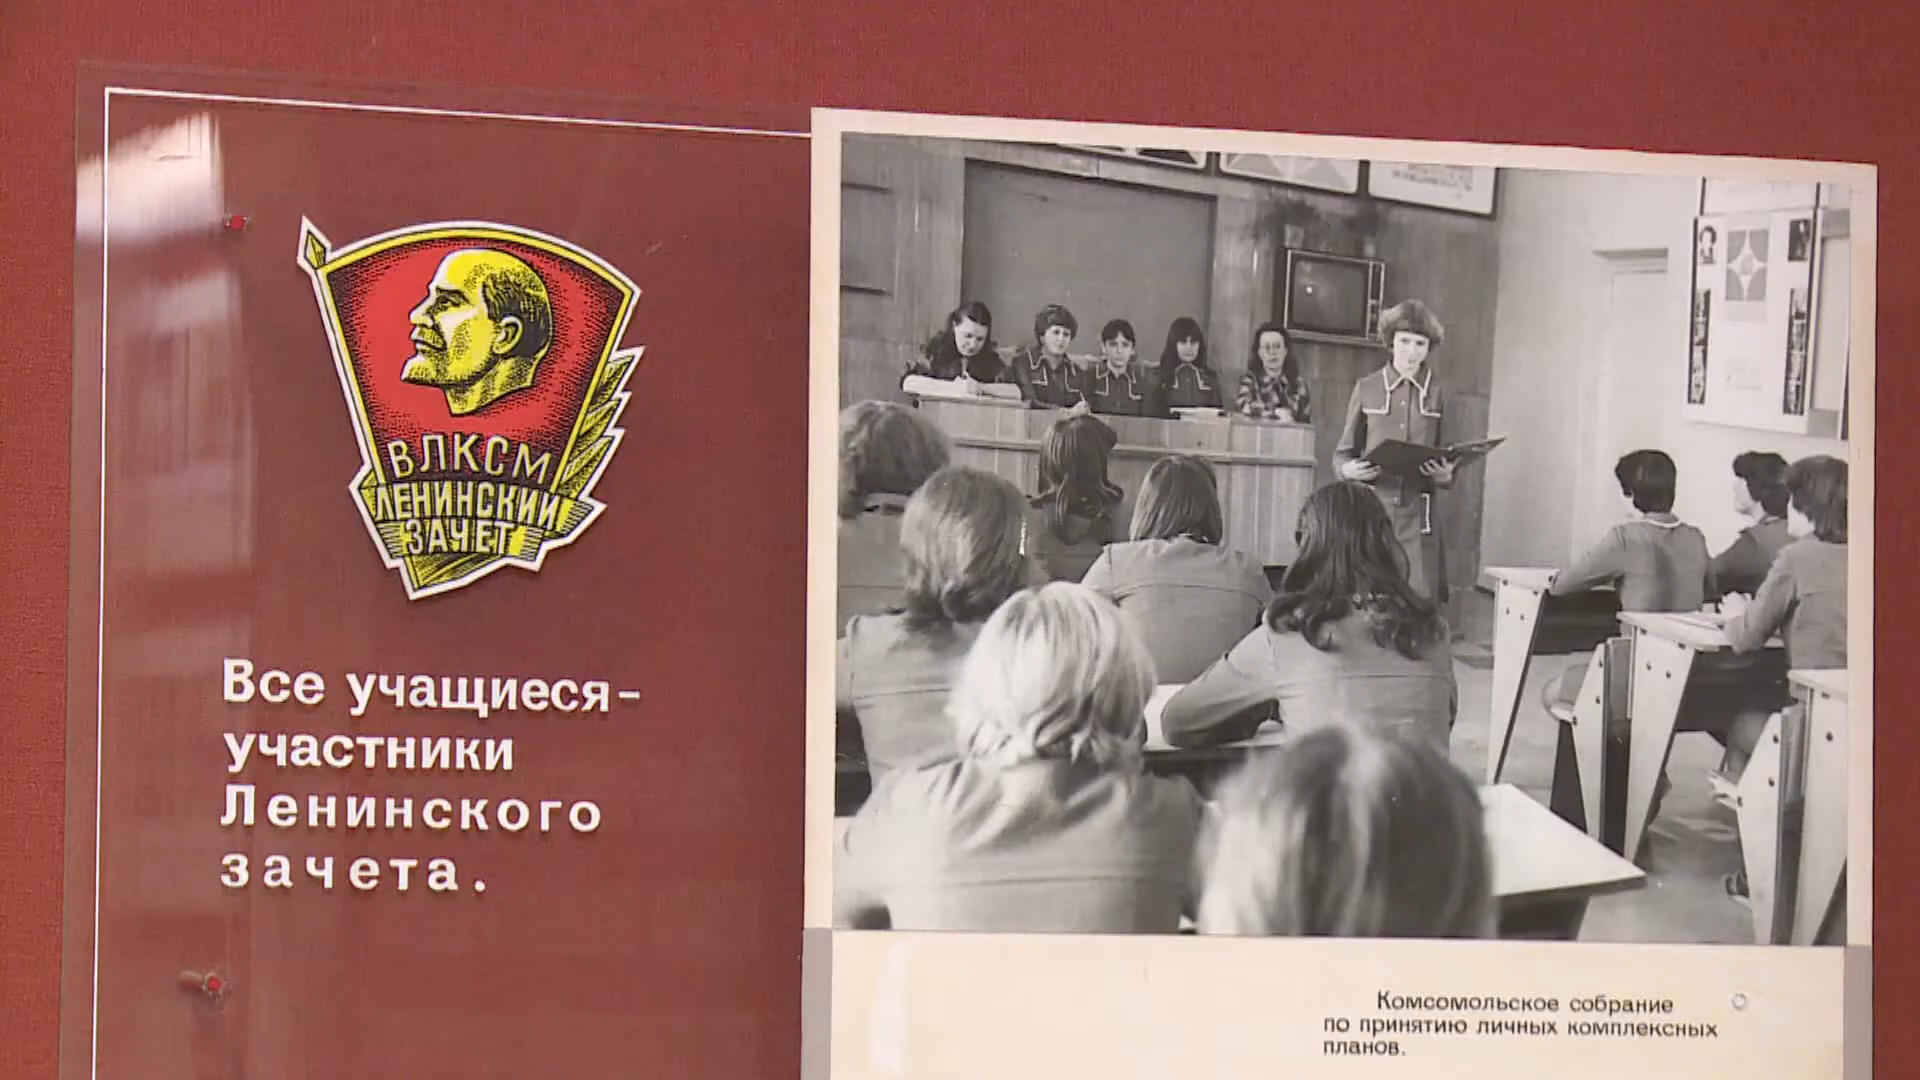 ВЛКСМ
ЛЕНИНСКИЙ
ЗАЧЕТ
Все учащиеся-
участники
Ленинского
зачета.
Комсомольское собрание
по принятию личных комплексных
планов.